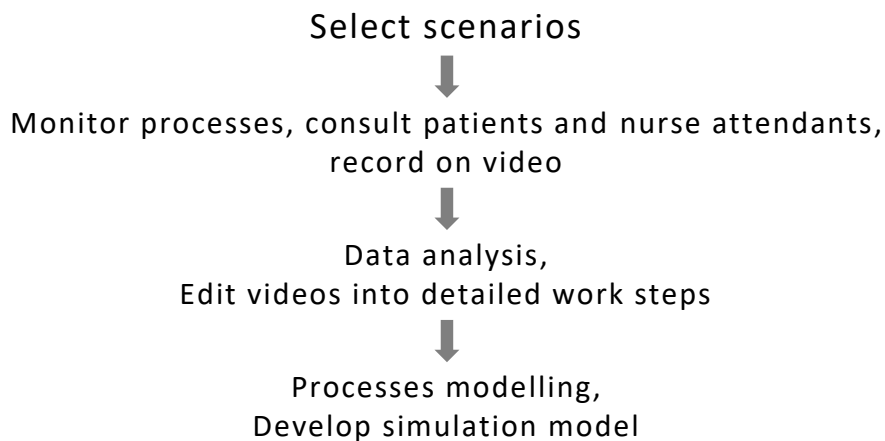 Select scenarios
Monitor processes, consult patients and nurse attendants,
record on video
Data analysis,
Edit videos into detailed work steps
Processes modelling,
Develop simulation model